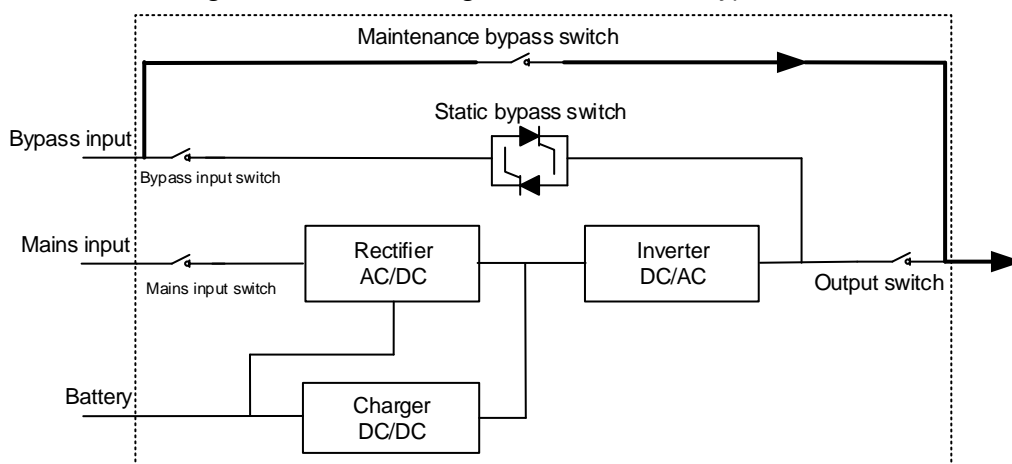 Maintenance bypass switch
Static bypass switch
Bypass input
Bypass input switch
Mains input
Mains input switch
Rectifier
AC/DC
Inverter
DC/AC
Output switch
Battery
Charger
DC/DC